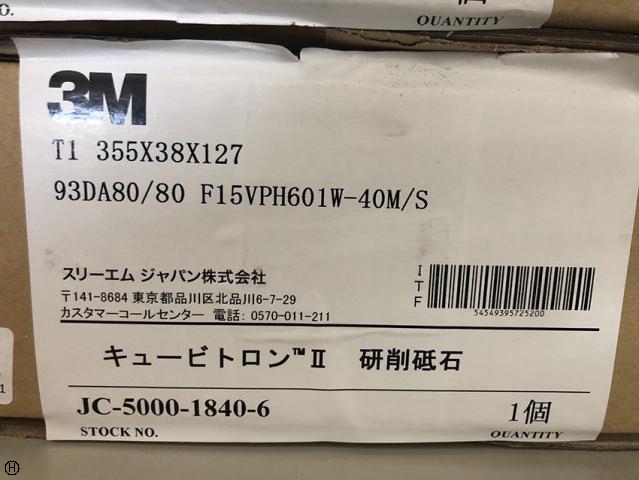 O.
個
QUANTITY
3M
T1 355X38X127
93DA80/80 F15VPH601W-40M/S
スリーエム ジャパン株式会社
〒141-8684 東京都品川区北品川6-7-29
カスタマーコールセンター 電話: 0570-011-211
ITF
54549395725200
キュービトロン™II 研削砥石
JC-5000-1840-6
1個
STOCK NO.
QUANTITY
1
H